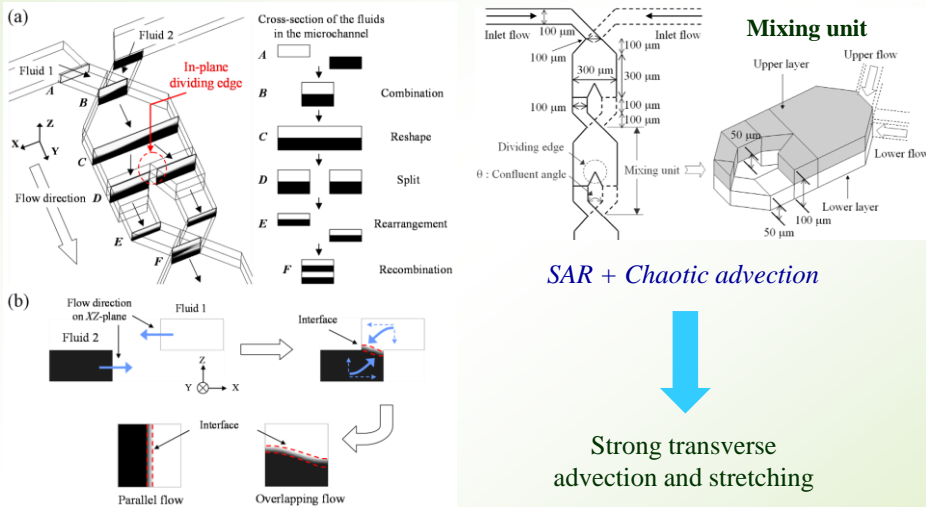 (a)
Fluid 1
Fluid 2
In-plane
dividing edge
A
B
C
D
E
F
Z
X
Y
Flow direction
Cross-section of the fluids
in the microchannel
A
B
Combination
C
Reshape
D
Split
E
Rearrangement
F
Recombination
(b)
Flow direction
on XZ-plane
Fluid 1
Fluid 2
Z
Y
X
Interface
Interface
Parallel flow
Overlapping flow
100 μm
Inlet flow
Inlet flow
100 μm
100 μm
300 μm
300 μm
100 μm
100 μm
100 μm
Dividing edge
θ : Confluent angle
Mixing unit
Mixing unit
Upper flow
Upper layer
50 μm
Lower flow
100 μm
Lower layer
50 μm
SAR + Chaotic advection
Strong transverse
advection and stretching